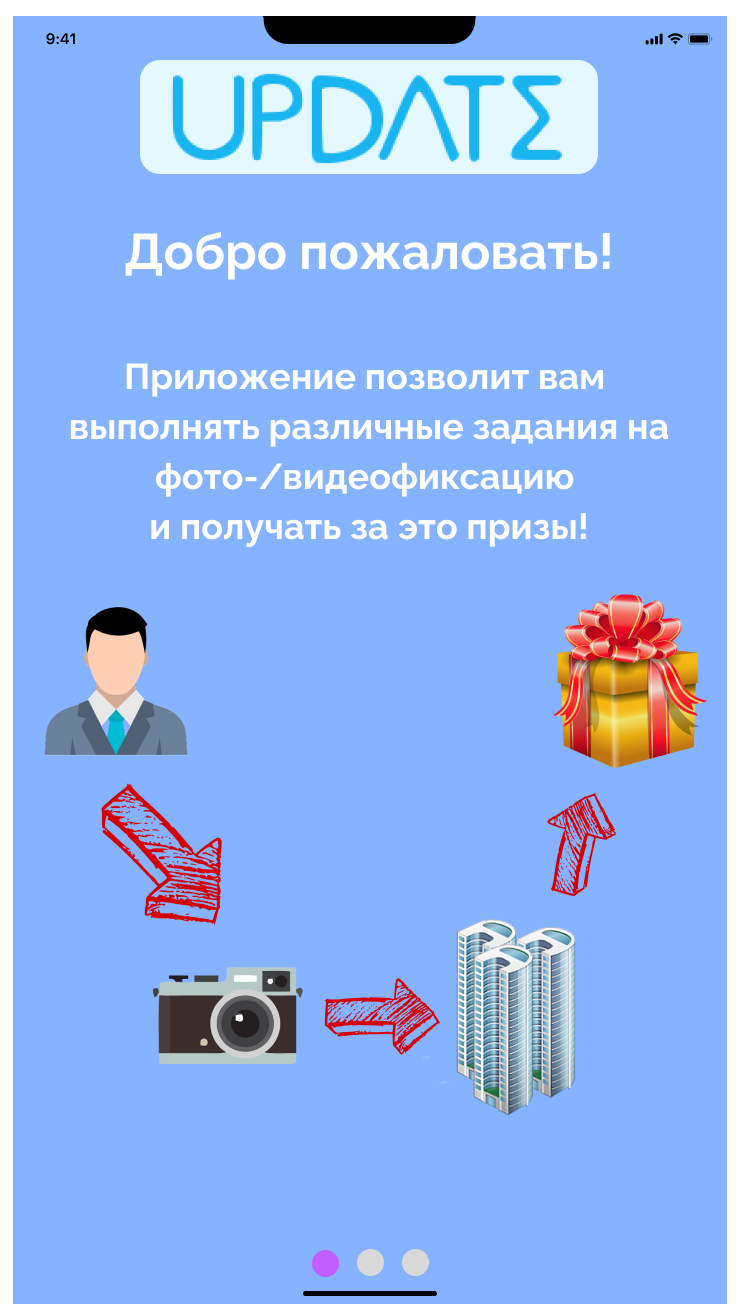 9:41
UPDATE
Добро пожаловать!
Приложение позволит вам
выполнять различные задания на
фото-/видеофиксацию
и получать за это призы!